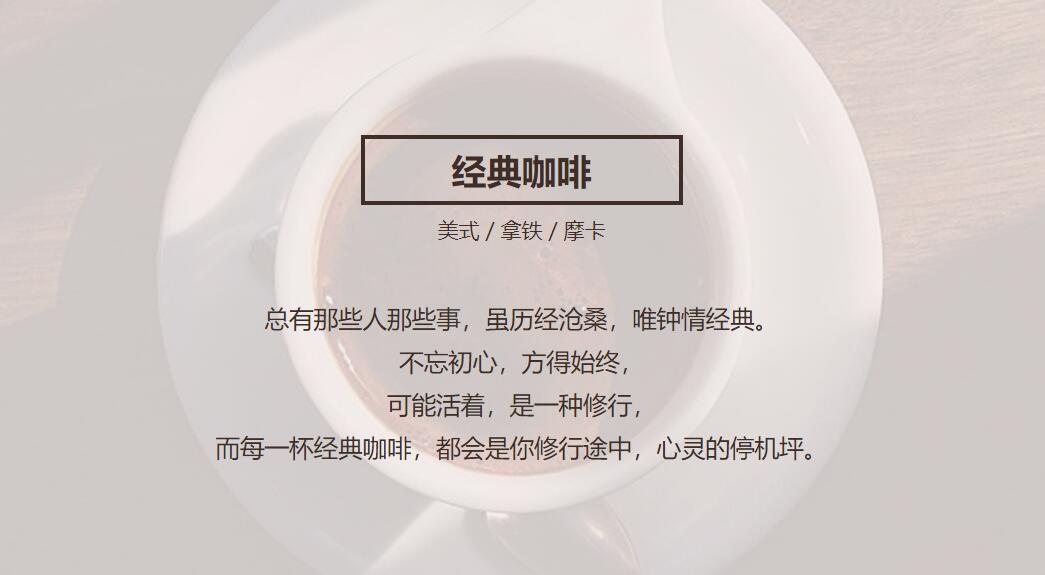 经典咖啡
美式 / 拿铁 / 摩卡
总有那些人那些事，虽历经沧桑，唯钟情经典。
不忘初心，方得始终，
可能活着，是一种修行，
而每一杯经典咖啡，都会是你修行途中，心灵的停机坪。